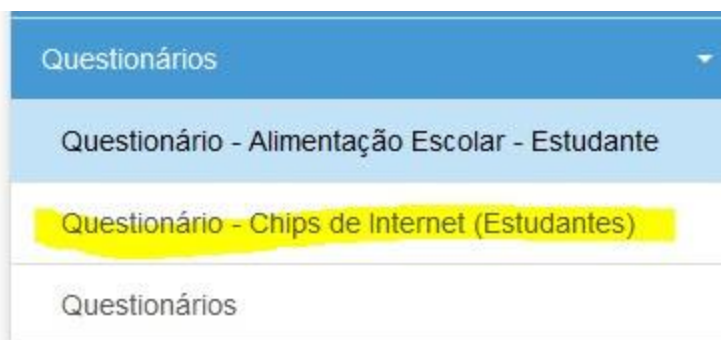 Questionários
Questionário - Alimentação Escolar - Estudante
Questionário - Chips de Internet (Estudantes)
Questionários